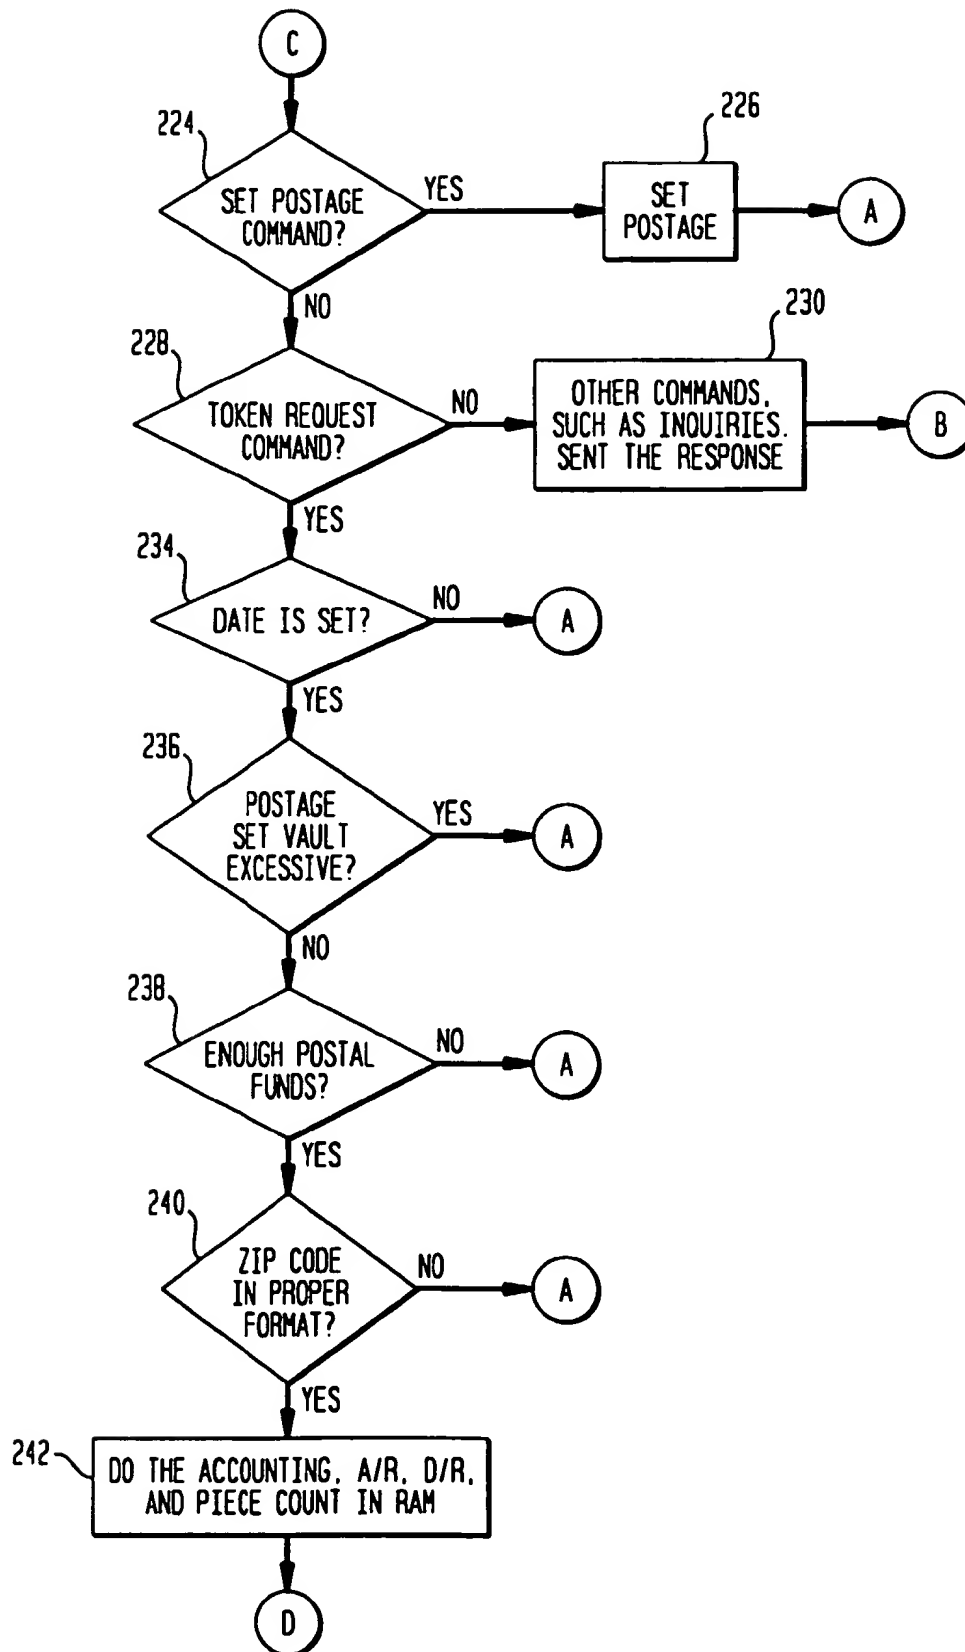 C
224
SET POSTAGE
COMMAND?
YES
226
SET
POSTAGE
A
NO
228
TOKEN REQUEST
COMMAND?
NO
230
OTHER COMMANDS,
SUCH AS INQUIRIES.
SENT THE RESPONSE
B
YES
234
DATE IS SET?
NO
A
YES
236
POSTAGE
SET VAULT
EXCESSIVE?
YES
A
NO
238
ENOUGH POSTAL
FUNDS?
NO
A
YES
240
ZIP CODE
IN PROPER
FORMAT?
NO
A
YES
242
DO THE ACCOUNTING, A/R, D/R,
AND PIECE COUNT IN RAM
D